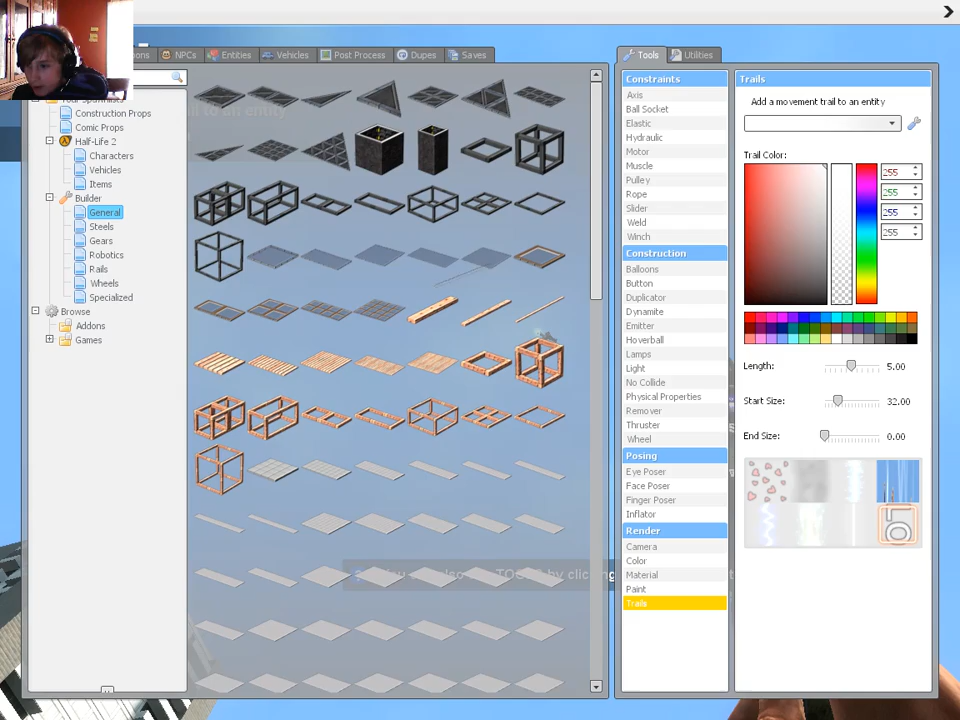 NPCs
Entities
Vehicles
Post Process
Dupes
Saves
Construction Props
Comic Props
Half-Life 2
Characters
Vehicles
Items
Builder
General
Steels
Gears
Robotics
Rails
Wheels
Specialized
Browse
Addons
Games
to an entity
Tools
Utilities
Constraints
Axis
Ball Socket
Elastic
Hydraulic
Motor
Muscle
Pulley
Rope
Slider
Weld
Winch
Construction
Balloons
Button
Duplicator
Dynamite
Emitter
Hoverball
Lamps
Light
No Collide
Physical Properties
Remover
Thruster
Wheel
Posing
Eye Poser
Face Poser
Finger Poser
Inflator
Render
Camera
Color
Material
Paint
Trails
Trails
Add a movement trail to an entity
Trail Color:
255
255
255
255
Length:
5.00
Start Size:
32.00
End Size:
0.00